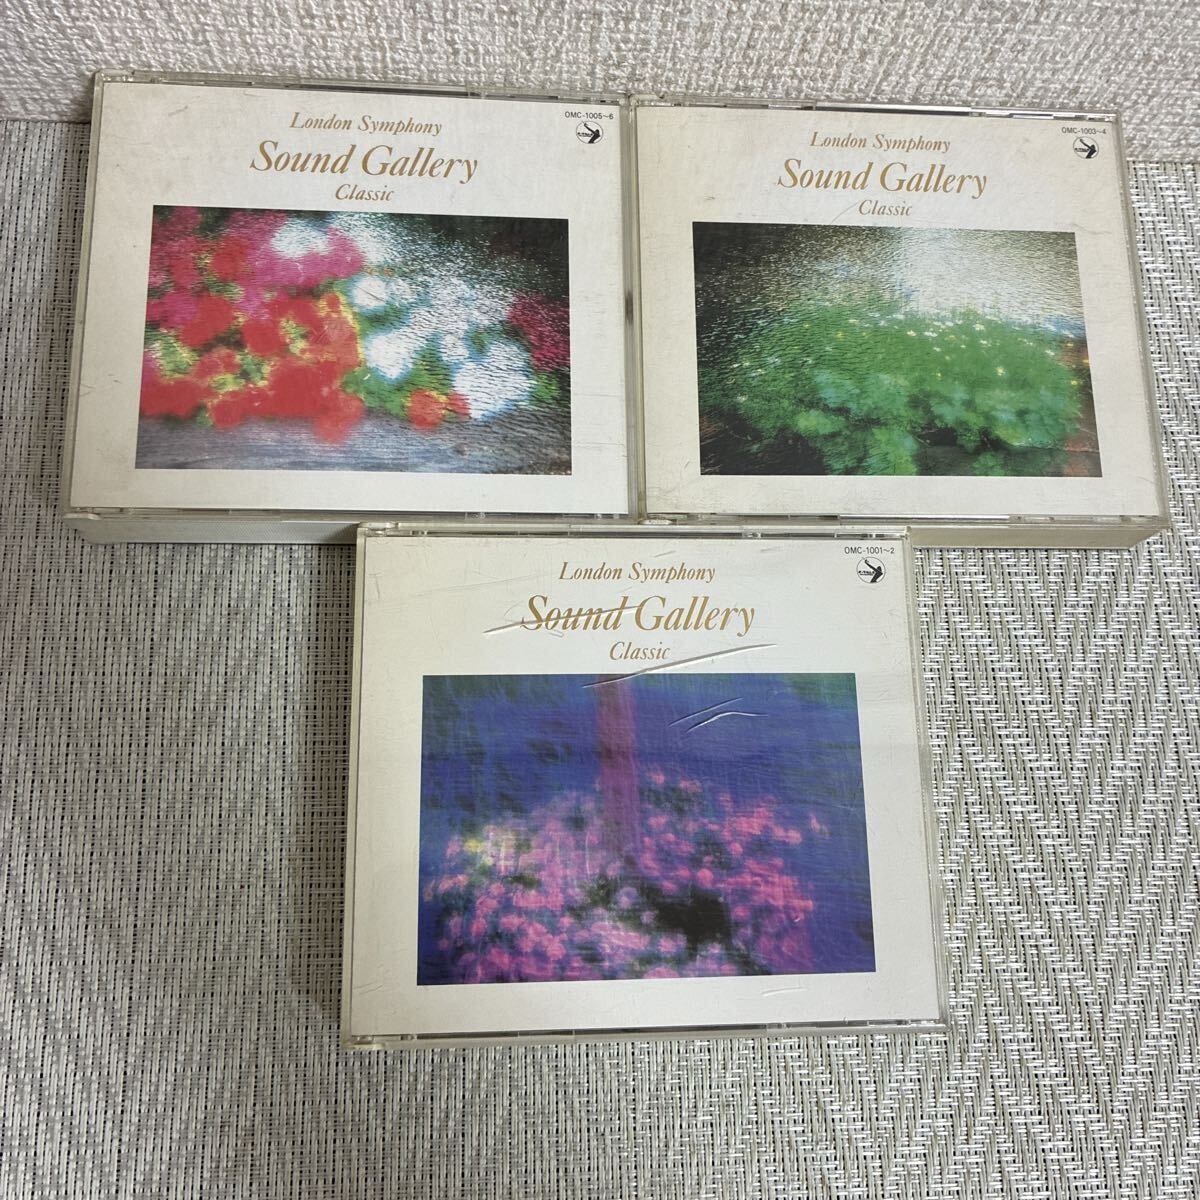 OMC-1005~6
London Symphony
Sound Gallery
Classic
OMC-1003~4
London Symphony
Sound Gallery
Classic
OMC-1001~2
London Symphony
Sound Gallery
Classic